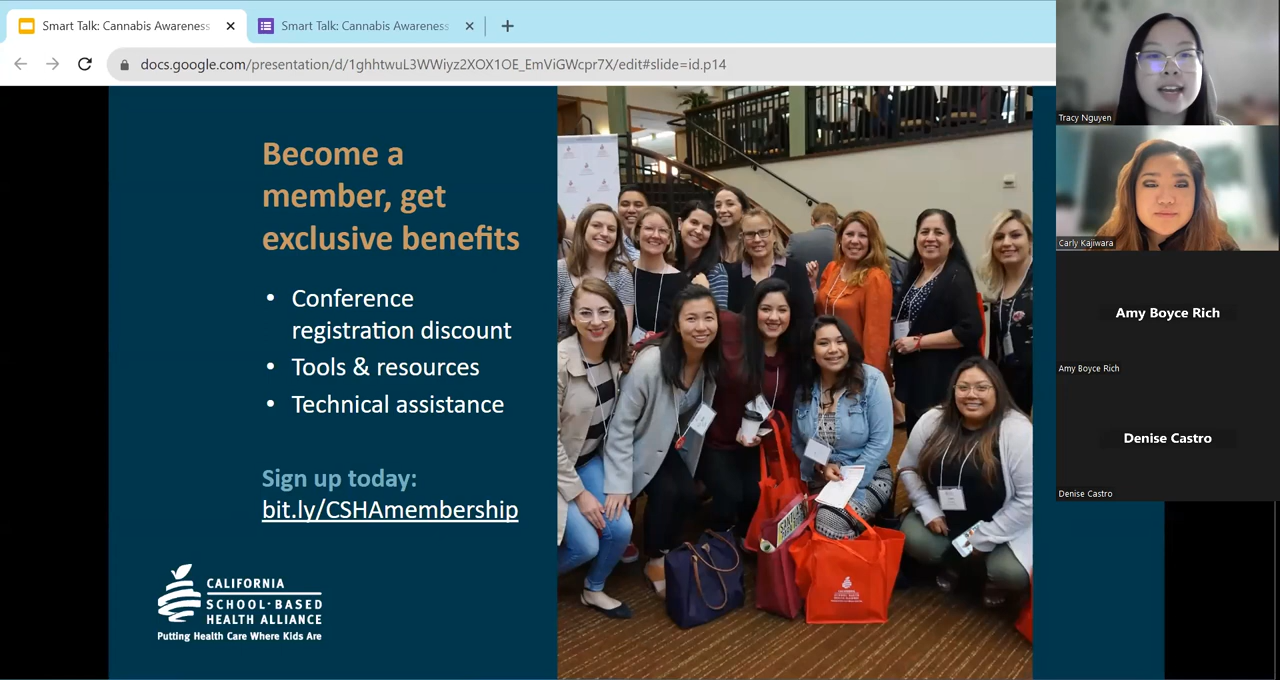 Smart Talk: Cannabis Awareness
Smart Talk: Cannabis Awareness
docs.google.com/presentation/d/1ghhtwuL3WWiyz2XOX1OE_EmViGWcpr7X/edit#slide=id.p14
Become a
member, get
exclusive benefits
• Conference
registration discount
• Tools & resources
• Technical assistance
Sign up today:
bit.ly/CSHAmembership
CALIFORNIA
SCHOOL-BASED
HEALTH ALLIANCE
Putting Health Care Where Kids Are
Tracy Nguyen
Carly Kajiwara
Amy Boyce Rich
Amy Boyce Rich
Denise Castro
Denise Castro